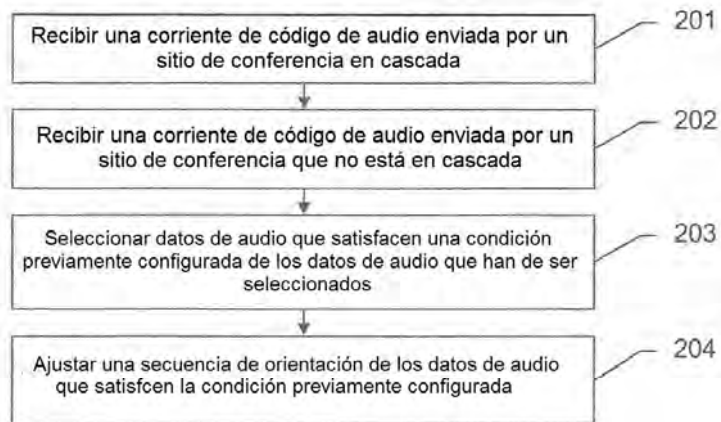 Recibir una corriente de código de audio enviada por un
sitio de conferencia en cascada
201
Recibir una corriente de código de audio enviada por un
sitio de conferencia que no está en cascada
202
Seleccionar datos de audio que satisfacen una condición
previamente configurada de los datos de audio que han de ser
seleccionados
203
Ajustar una secuencia de orientación de los datos de audio
que satisfcen la condición previamente configurada
204